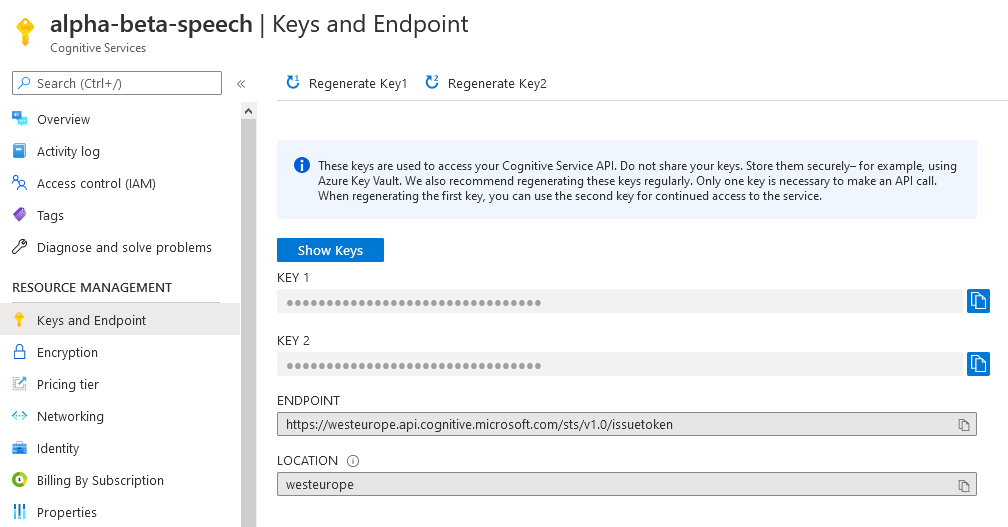 alpha-beta-speech | Keys and Endpoint
Cognitive Services
Search (Ctrl+/)
«
Overview
Activity log
Access control (IAM)
Tags
Diagnose and solve problems
RESOURCE MANAGEMENT
Keys and Endpoint
Encryption
Pricing tier
Networking
Identity
Billing By Subscription
Properties
1 Regenerate Key1 2 Regenerate Key2
These keys are used to access your Cognitive Service API. Do not share your keys. Store them securely– for example, using
Azure Key Vault. We also recommend regenerating these keys regularly. Only one key is necessary to make an API call.
When regenerating the first key, you can use the second key for continued access to the service.
Show Keys
KEY 1
●●●●●●●●●●●●●●●●●●●●●●●●●●●●●●●●
KEY 2
●●●●●●●●●●●●●●●●●●●●●●●●●●●●●●●●
ENDPOINT
https://westeurope.api.cognitive.microsoft.com/sts/v1.0/issuetoken
LOCATION
westeurope